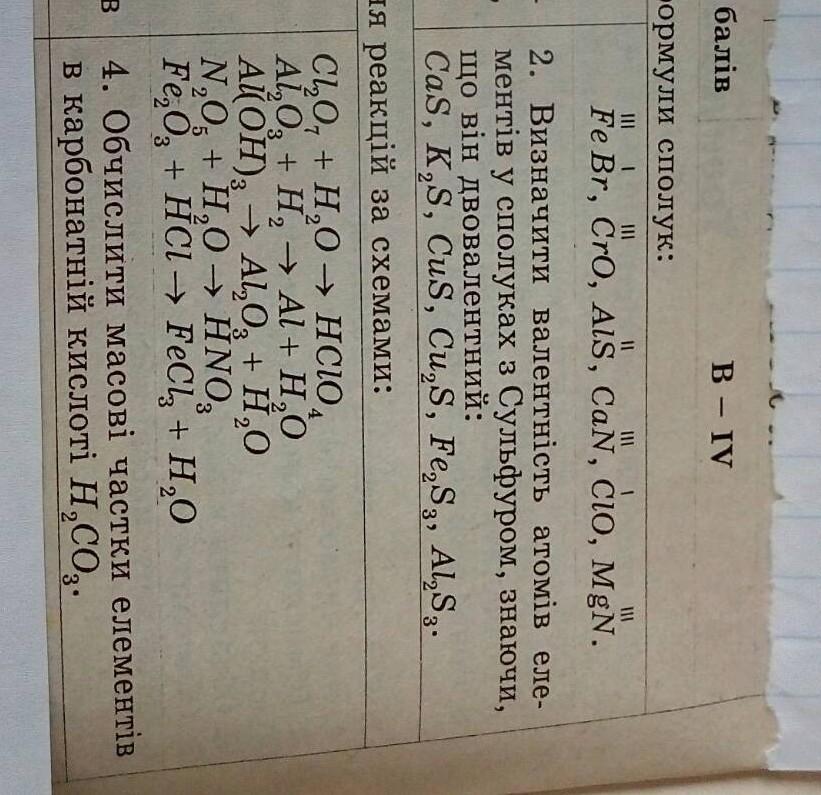 балів
В – IV
ормули сполук:
III I III II III I III
FeBr, CrO, AlS, CaN, ClO, MgN.
2. Визначити валентність атомів еле-
ментів у сполуках з Сульфуром, знаючи,
що він двовалентний:
CaS, K₂S, CuS, Cu₂S, Fe₂S₃, Al₂S₃.
ня реакцій за схемами:
Cl₂O₇ + H₂O → HClO₄
Al₂O₃ + H₂ → Al + H₂O
Al(OH)₃ → Al₂O₃ + H₂O
N₂O₅ + H₂O → HNO₃
Fe₂O₃ + HCl → FeCl₃ + H₂O
в
4. Обчислити масові частки елементів
в карбонатній кислоті H₂CO₃.